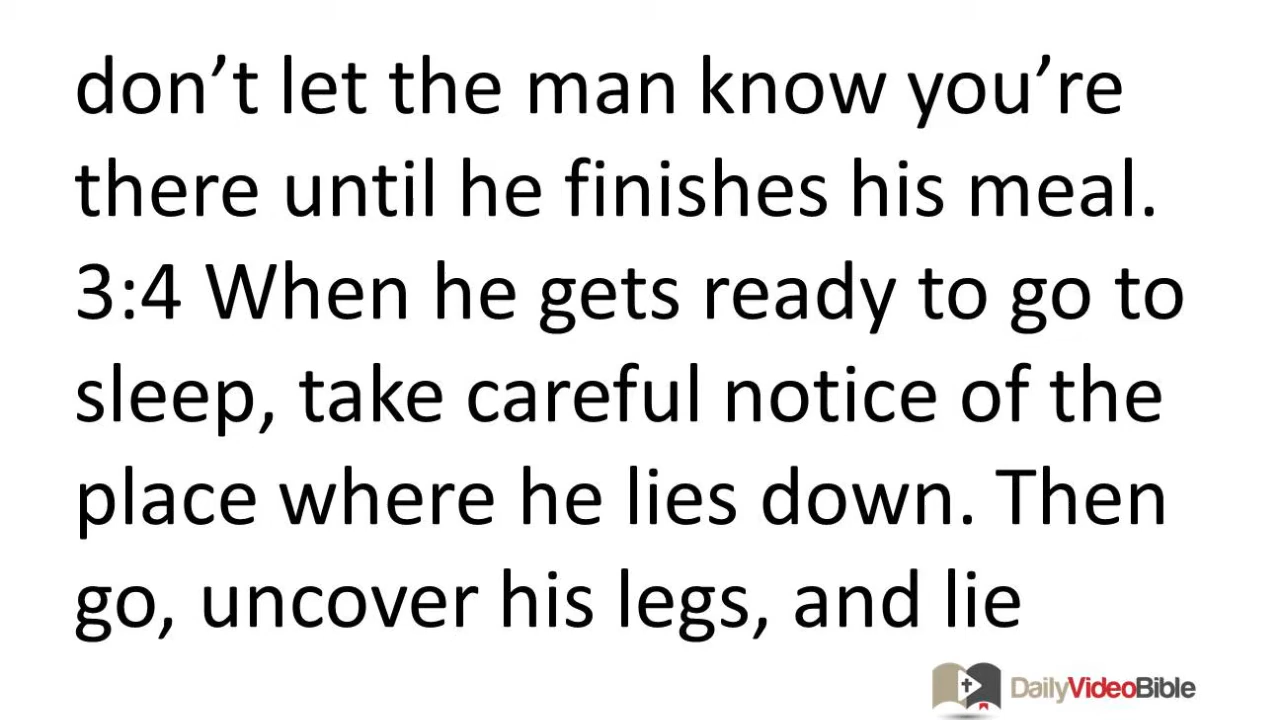 don’t let the man know you’re
there until he finishes his meal.
3:4 When he gets ready to go to
sleep, take careful notice of the
place where he lies down. Then
go, uncover his legs, and lie
DailyVideoBible